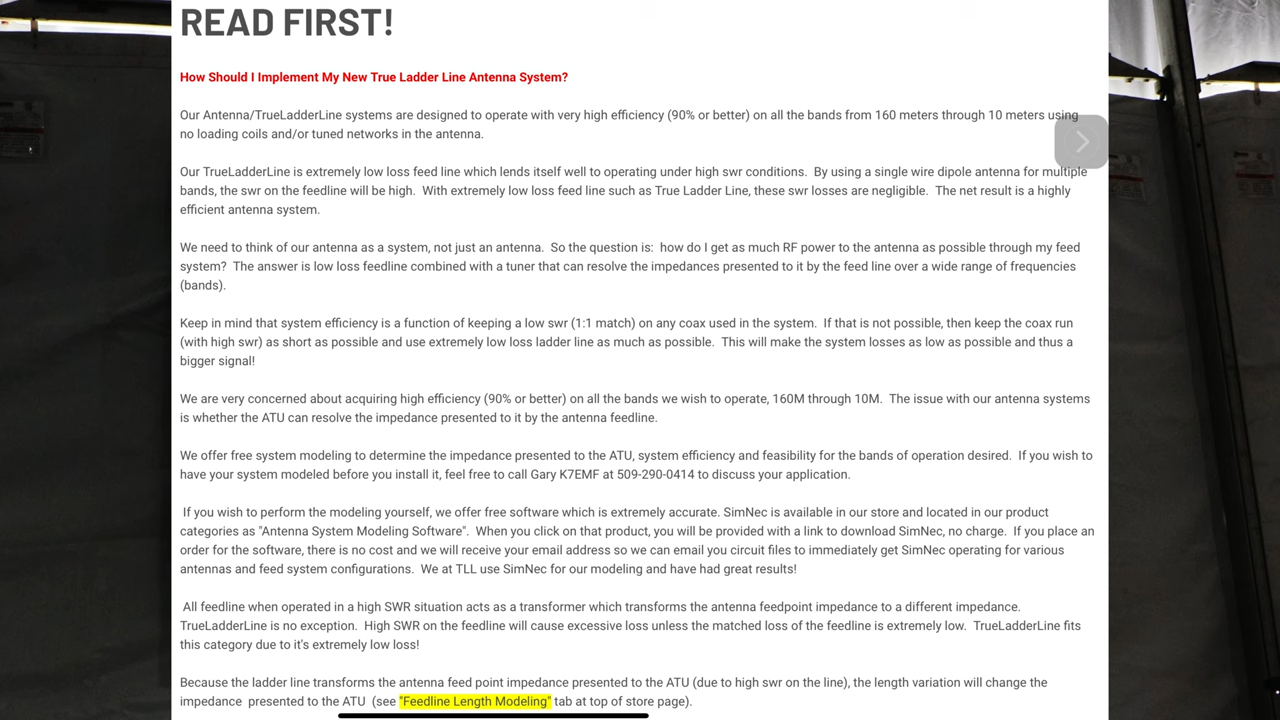 READ FIRST!
How Should I Implement My New True Ladder Line Antenna System?
Our Antenna/TrueLadderLine systems are designed to operate with very high efficiency (90% or better) on all the bands from 160 meters through 10 meters using
no loading coils and/or tuned networks in the antenna.
Our TrueLadderLine is extremely low loss feed line which lends itself well to operating under high swr conditions.  By using a single wire dipole antenna for multiple
bands, the swr on the feedline will be high.  With extremely low loss feed line such as True Ladder Line, these swr losses are negligible.  The net result is a highly
efficient antenna system.
We need to think of our antenna as a system, not just an antenna.  So the question is:  how do I get as much RF power to the antenna as possible through my feed
system?  The answer is low loss feedline combined with a tuner that can resolve the impedances presented to it by the feed line over a wide range of frequencies
(bands).
Keep in mind that system efficiency is a function of keeping a low swr (1:1 match) on any coax used in the system.  If that is not possible, then keep the coax run
(with high swr) as short as possible and use extremely low loss ladder line as much as possible.  This will make the system losses as low as possible and thus a
bigger signal!
We are very concerned about acquiring high efficiency (90% or better) on all the bands we wish to operate, 160M through 10M.  The issue with our antenna systems
is whether the ATU can resolve the impedance presented to it by the antenna feedline.
We offer free system modeling to determine the impedance presented to the ATU, system efficiency and feasibility for the bands of operation desired.  If you wish to
have your system modeled before you install it, feel free to call Gary K7EMF at 509-290-0414 to discuss your application.
If you wish to perform the modeling yourself, we offer free software which is extremely accurate. SimNec is available in our store and located in our product
categories as "Antenna System Modeling Software".  When you click on that product, you will be provided with a link to download SimNec, no charge.  If you place an
order for the software, there is no cost and we will receive your email address so we can email you circuit files to immediately get SimNec operating for various
antennas and feed system configurations.  We at TLL use SimNec for our modeling and have had great results!
All feedline when operated in a high SWR situation acts as a transformer which transforms the antenna feedpoint impedance to a different impedance.
TrueLadderLine is no exception.  High SWR on the feedline will cause excessive loss unless the matched loss of the feedline is extremely low.  TrueLadderLine fits
this category due to it's extremely low loss!
Because the ladder line transforms the antenna feed point impedance presented to the ATU (due to high swr on the line), the length variation will change the
impedance  presented to the ATU  (see "Feedline Length Modeling" tab at top of store page).